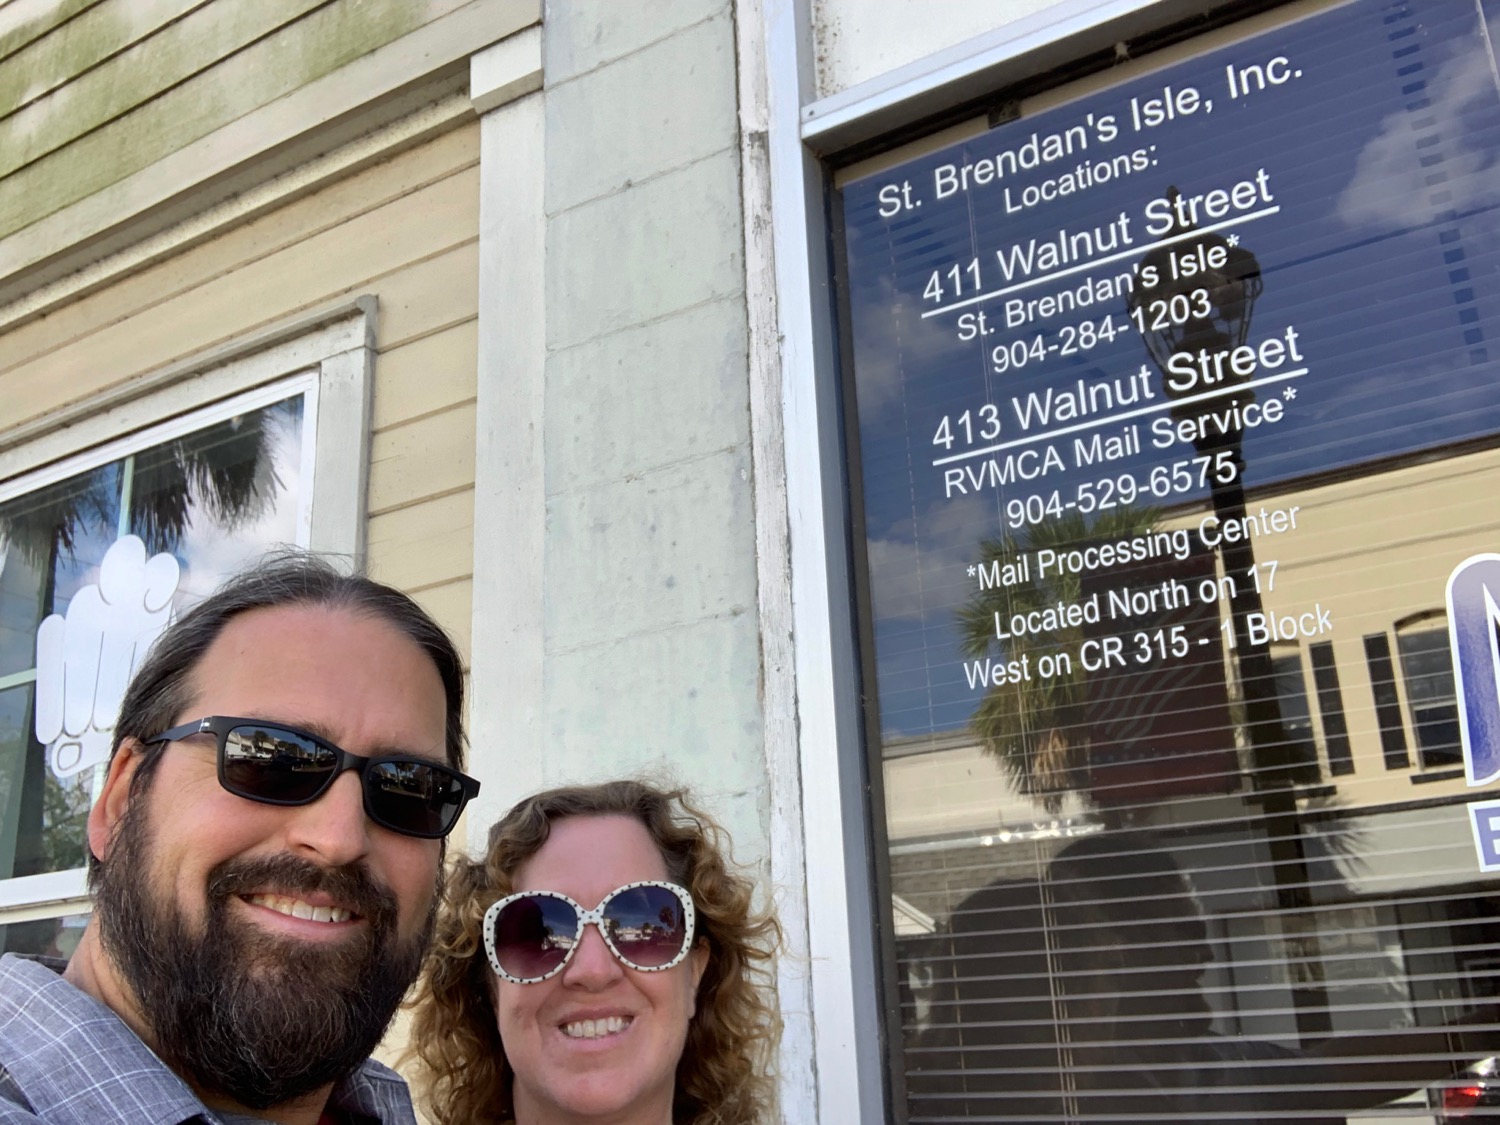 St. Brendan's Isle, Inc.
Locations:
411 Walnut Street
St. Brendan's Isle*
904-284-1203
413 Walnut Street
RVMCA Mail Service*
904-529-6575
*Mail Processing Center
Located North on 17
West on CR 315 - 1 Block